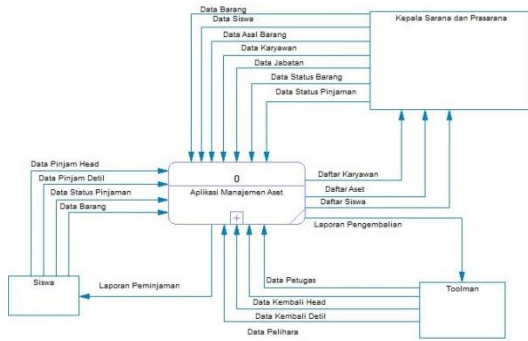 Data Barang
Kepala Sarana dan Prasarana
Data Siswa
Data Asal Barang
Data Karyawan
Data Jabatan
Data Status Barang
Data Status Pinjaman
Data Pinjam Head
Data Pinjam Detil
Data Status Pinjaman
Data Barang
0
Aplikasi Manajemen Aset
Daftar Karyawan
Daftar Aset
Daftar Siswa
Laporan Pengembalian
Siswa
Laporan Peminjaman
Data Petugas
Toolman
Data Kembali Head
Data Kembali Detil
Data Pelihara